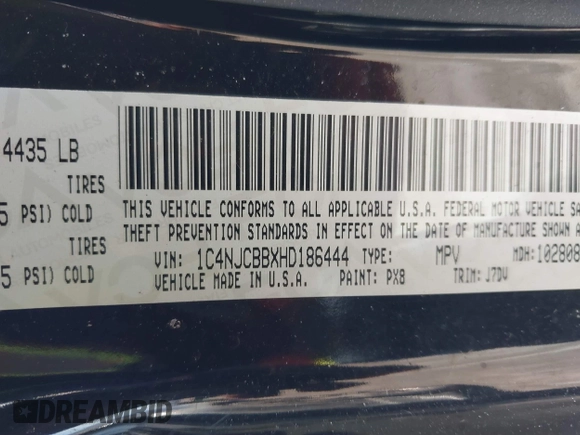 4435 LB
TIRES
5 PSI) COLD
TIRES
5 PSI) COLD
THIS VEHICLE CONFORMS TO ALL APPLICABLE U.S.A. FEDERAL MOTOR VEHICLE SA
THEFT PREVENTION STANDARDS IN EFFECT ON THE DATE OF MANUFACTURE SHOWN A
VIN: 1C4NJCBBXHD186444 TYPE: MPV MDH: 102808
VEHICLE MADE IN U.S.A. PAINT: PX8 TRIM: J7DV
DREAMBID